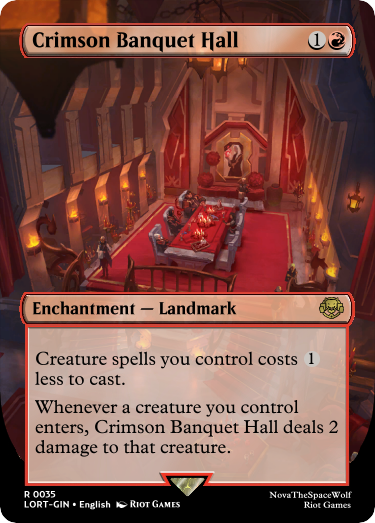 Crimson Banquet Hall 1
Enchantment — Landmark
Creature spells you control costs 1
less to cast.
Whenever a creature you control
enters, Crimson Banquet Hall deals 2
damage to that creature.
R 0035
LORT-GIN • English RIOT GAMES
NovaTheSpaceWolf
Riot Games